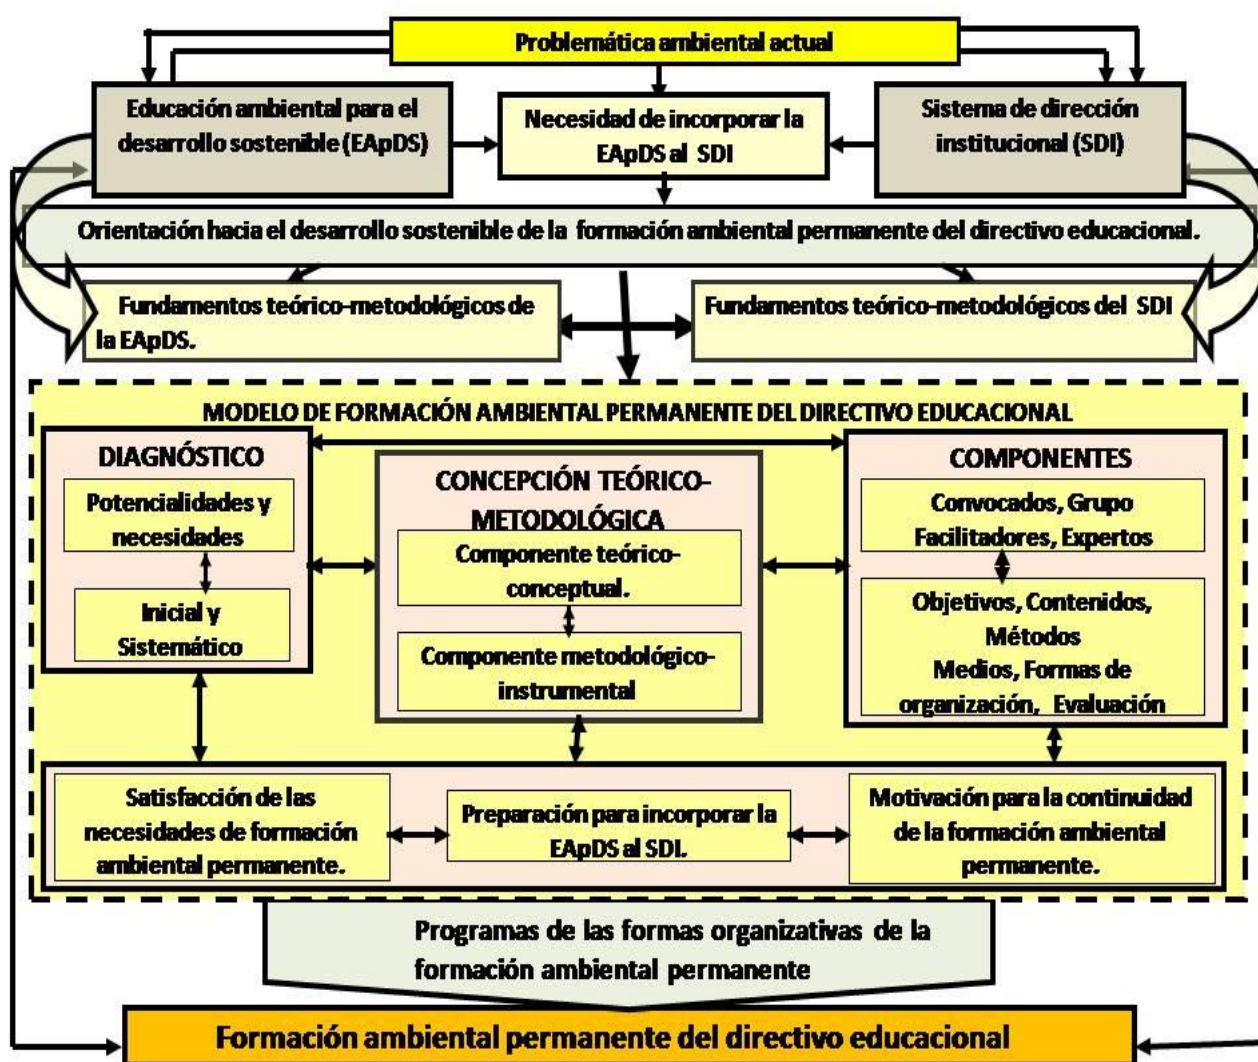 Problemática ambiental actual
Educación ambiental para el
desarrollo sostenible (EApDS)
Necesidad de incorporar la
EApDS al SDI
Sistema de dirección
institucional (SDI)
Orientación hacia el desarrollo sostenible de la formación ambiental permanente del directivo educacional.
Fundamentos teórico-metodológicos de
la EApDS.
Fundamentos teórico-metodológicos del SDI
MODELO DE FORMACIÓN AMBIENTAL PERMANENTE DEL DIRECTIVO EDUCACIONAL
DIAGNÓSTICO
Potencialidades y
necesidades
Inicial y
Sistemático
CONCEPCIÓN TEÓRICO-
METODOLÓGICA
Componente teórico-
conceptual.
Componente metodológico-
instrumental
COMPONENTES
Convocados, Grupo
Facilitadores, Expertos
Objetivos, Contenidos,
Métodos
Medios, Formas de
organización, Evaluación
Satisfacción de las
necesidades de formación
ambiental permanente.
Preparación para incorporar la
EApDS al SDI.
Motivación para la continuidad
de la formación ambiental
permanente.
Programas de las formas organizativas de la
formación ambiental permanente
Formación ambiental permanente del directivo educacional